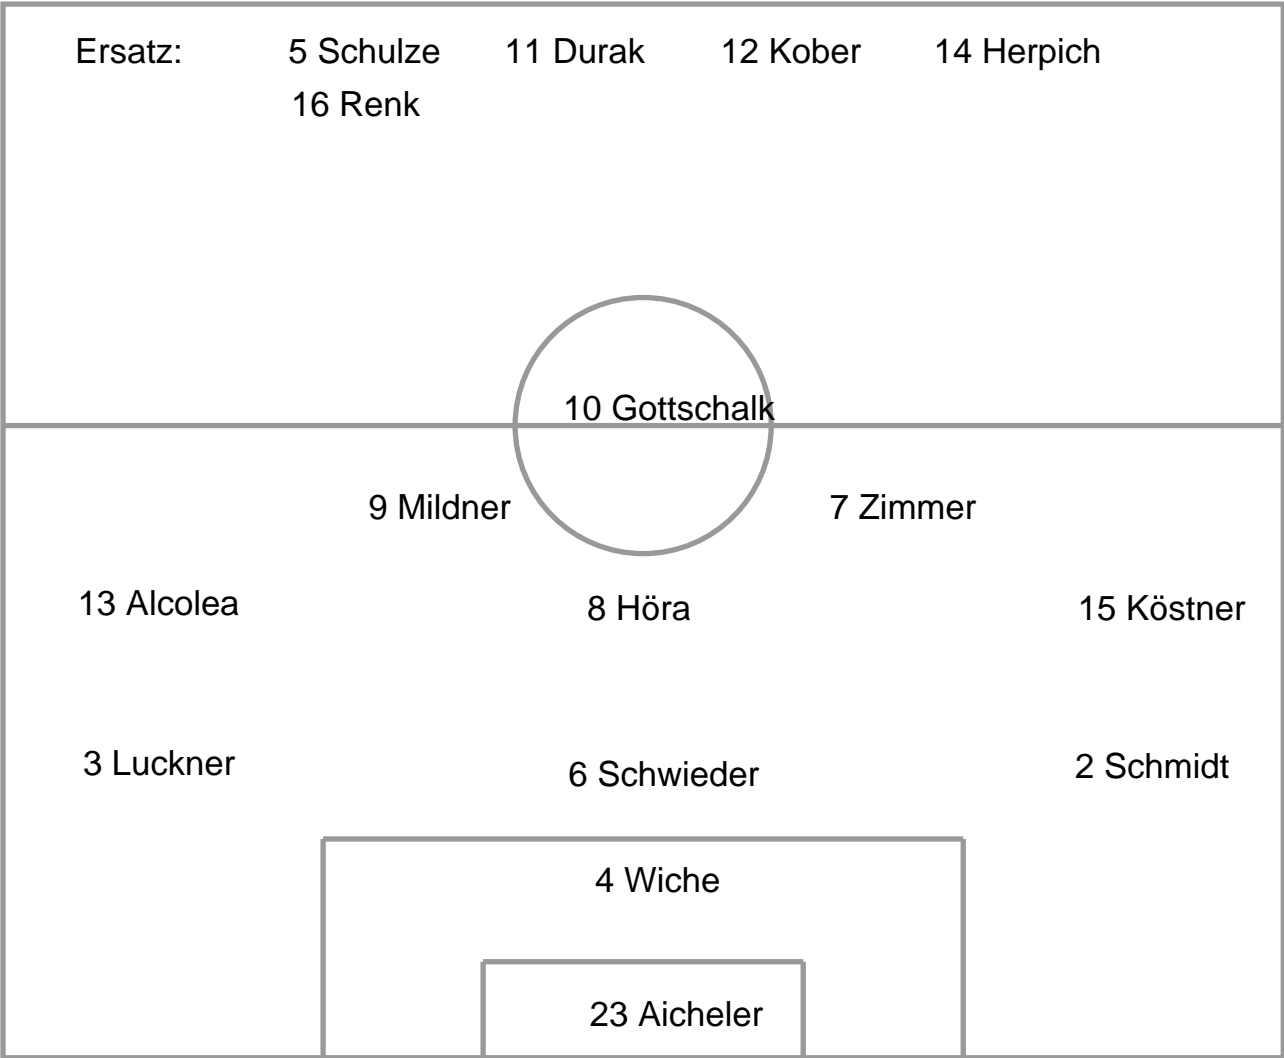 Ersatz: 5 Schulze 11 Durak 12 Kober 14 Herpich
16 Renk
10 Gottschalk
9 Mildner 7 Zimmer
13 Alcolea 8 Höra 15 Köstner
3 Luckner 6 Schwieder 2 Schmidt
4 Wiche
23 Aicheler